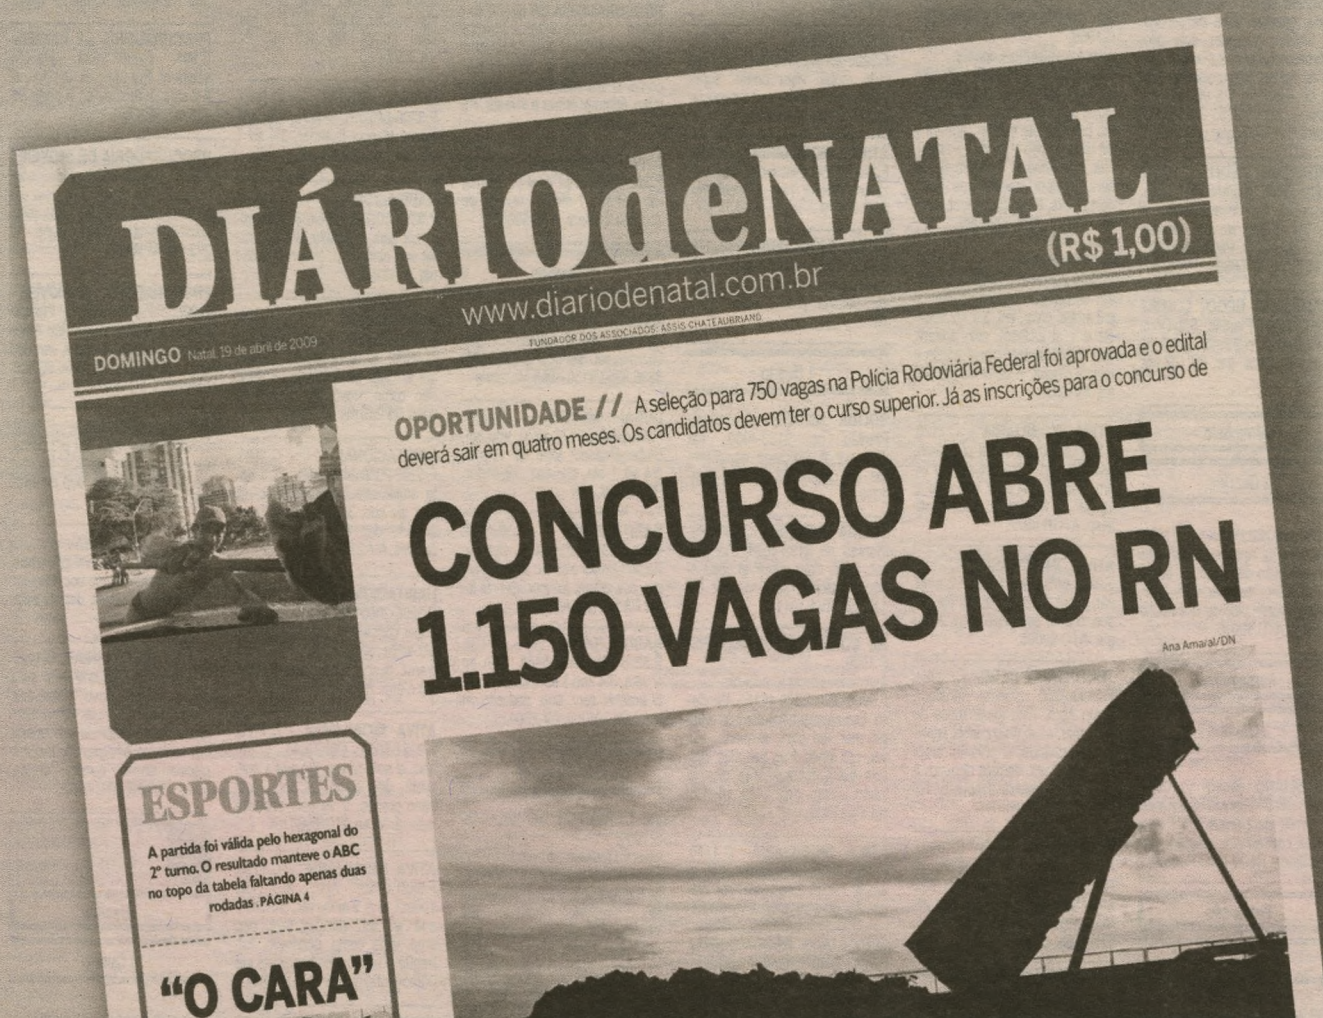 DIÁRIOdeNATAL
(R$ 1,00)
www.diariodenatal.com.br
DOMINGO Natal, 19 de abril de 2009
FUNDADOR DOS ASSOCIADOS: ASSIS CHATEAUBRIAND
OPORTUNIDADE // A seleção para 750 vagas na Polícia Rodoviária Federal foi aprovada e o edital
deverá sair em quatro meses. Os candidatos devem ter o curso superior. Já as inscrições para o concurso de
CONCURSO ABRE
1.150 VAGAS NO RN
Ana Amaral/DN
ESPORTES
A partida foi válida pelo hexagonal do
2º turno. O resultado manteve o ABC
no topo da tabela faltando apenas duas
rodadas .PÁGINA 4
“O CARA”